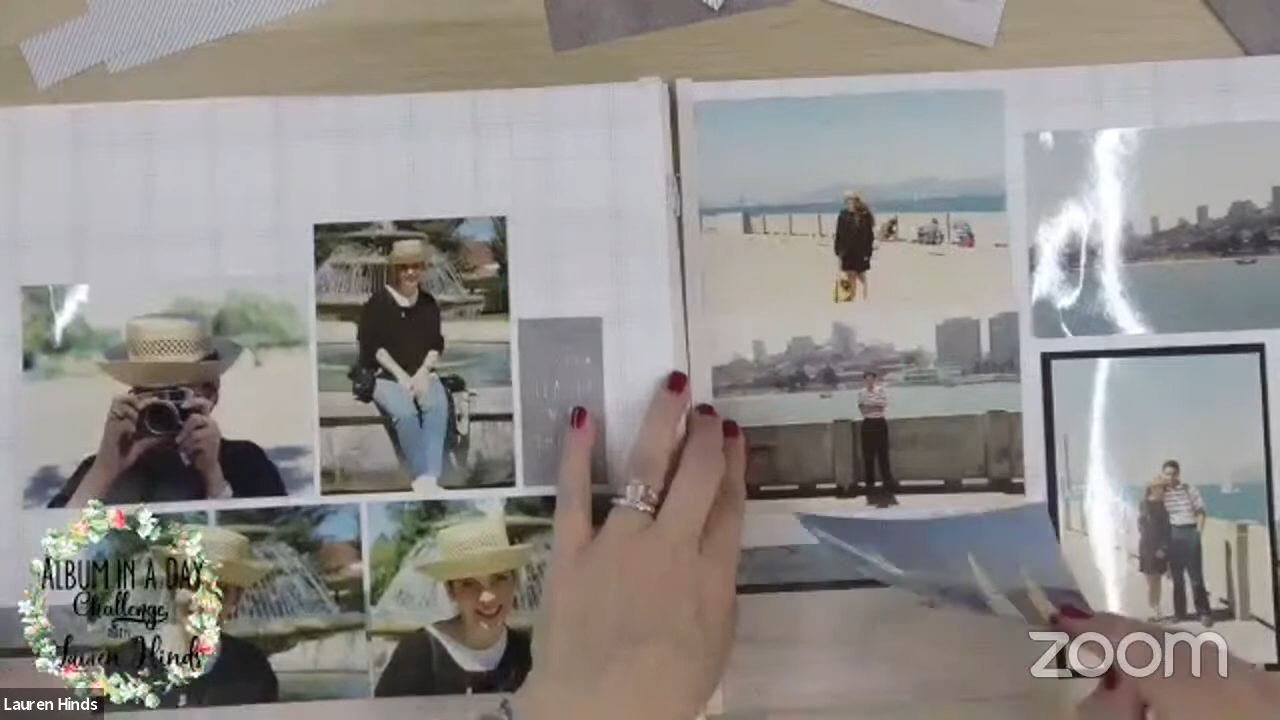 ALBUM IN A DAY
Challenge
with
Lauren Hinds
Lauren Hinds
zoom